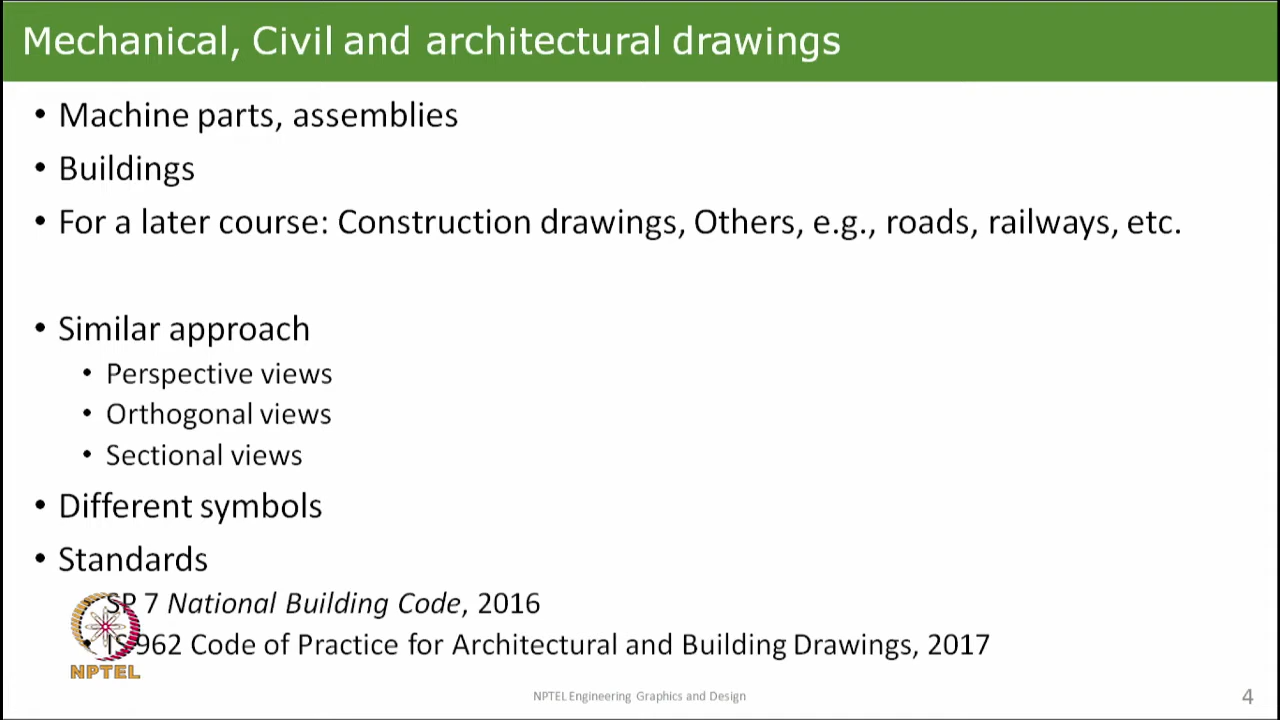 Mechanical, Civil and architectural drawings
• Machine parts, assemblies
• Buildings
• For a later course: Construction drawings, Others, e.g., roads, railways, etc.
• Similar approach
• Perspective views
• Orthogonal views
• Sectional views
• Different symbols
• Standards
SP 7 National Building Code, 2016
• IS 962 Code of Practice for Architectural and Building Drawings, 2017
NPTEL
NPTEL Engineering Graphics and Design
4